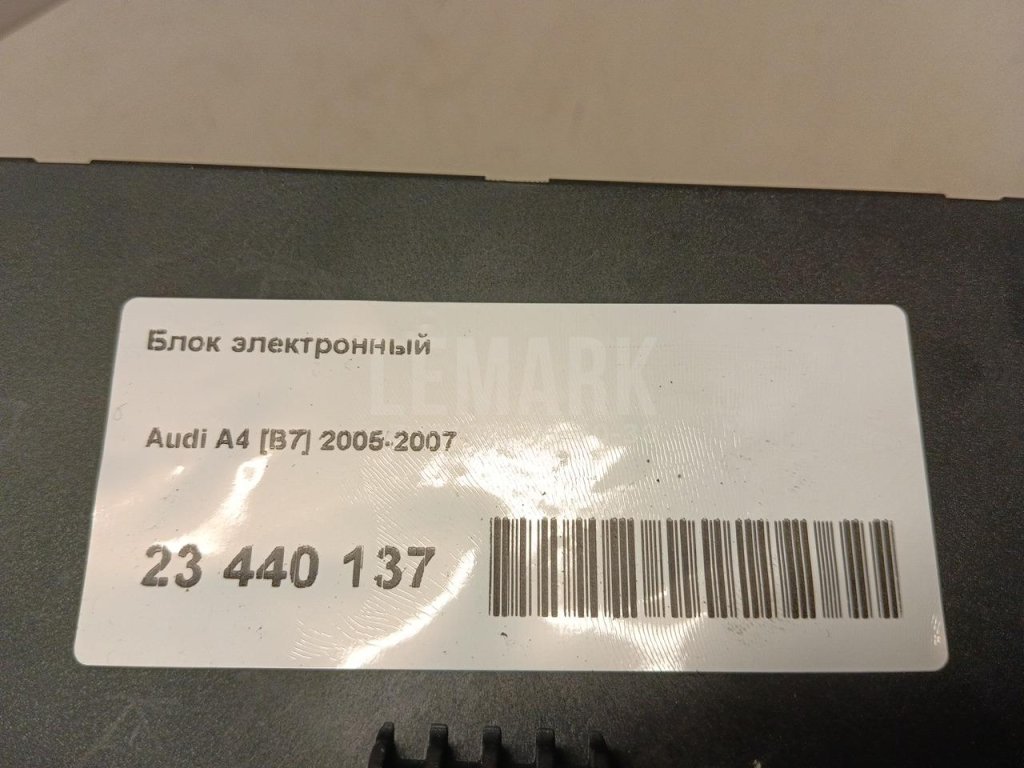 Блок электронный
LEMARK
Audi A4 [B7] 2005-2007
23 440 137